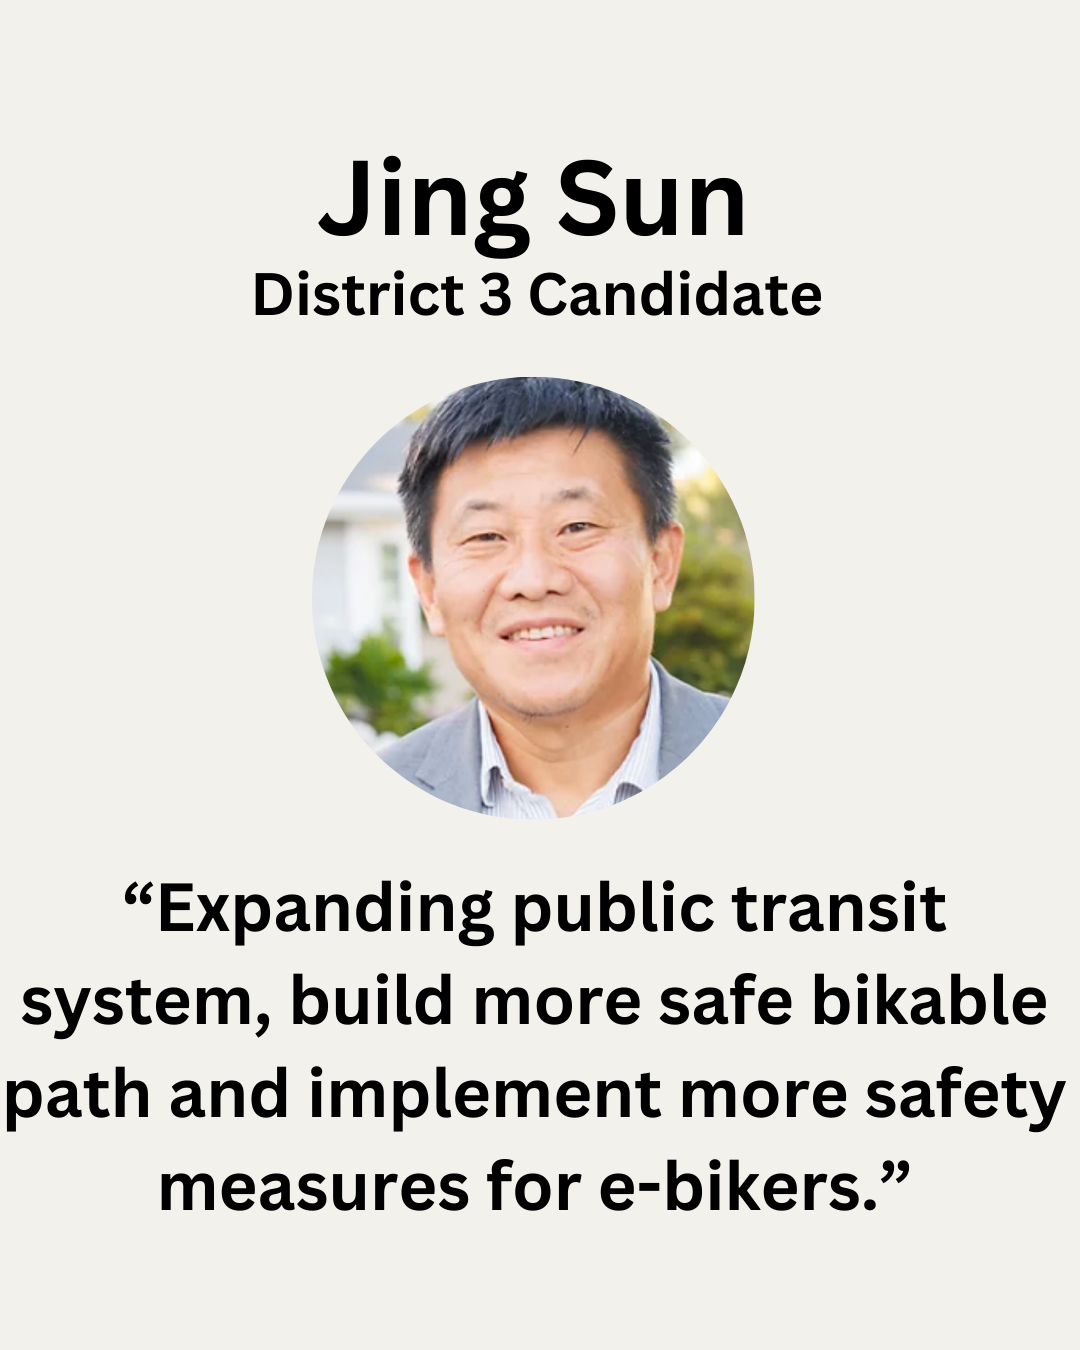 Jing Sun
District 3 Candidate
“Expanding public transit
system, build more safe bikable
path and implement more safety
measures for e-bikers.”